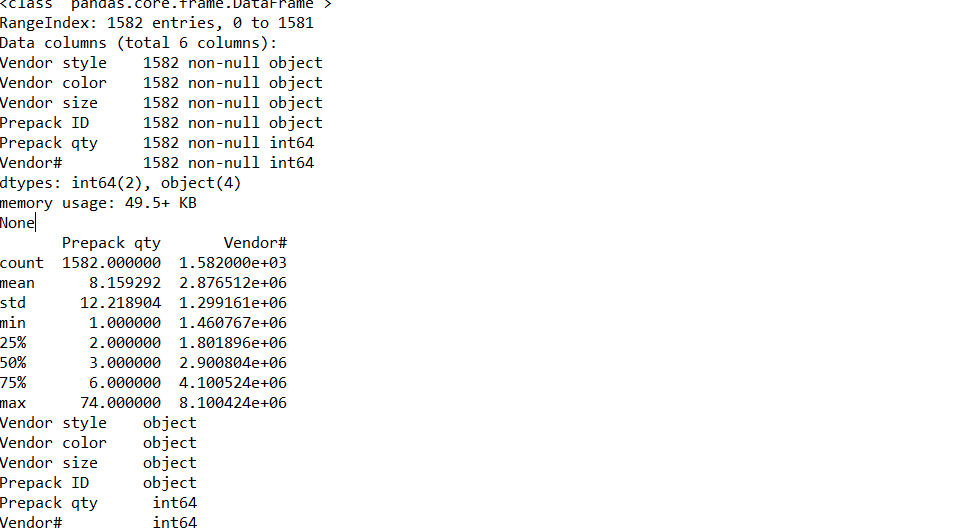 <class 'pandas.core.frame.DataFrame'>
RangeIndex: 1582 entries, 0 to 1581
Data columns (total 6 columns):
Vendor style    1582 non-null object
Vendor color    1582 non-null object
Vendor size     1582 non-null object
Prepack ID      1582 non-null object
Prepack qty     1582 non-null int64
Vendor#         1582 non-null int64
dtypes: int64(2), object(4)
memory usage: 49.5+ KB
None
       Prepack qty       Vendor#
count  1582.000000  1.582000e+03
mean      8.159292  2.876512e+06
std      12.218904  1.299161e+06
min       1.000000  1.460767e+06
25%       2.000000  1.801896e+06
50%       3.000000  2.900804e+06
75%       6.000000  4.100524e+06
max      74.000000  8.100424e+06
Vendor style    object
Vendor color    object
Vendor size     object
Prepack ID      object
Prepack qty      int64
Vendor#          int64